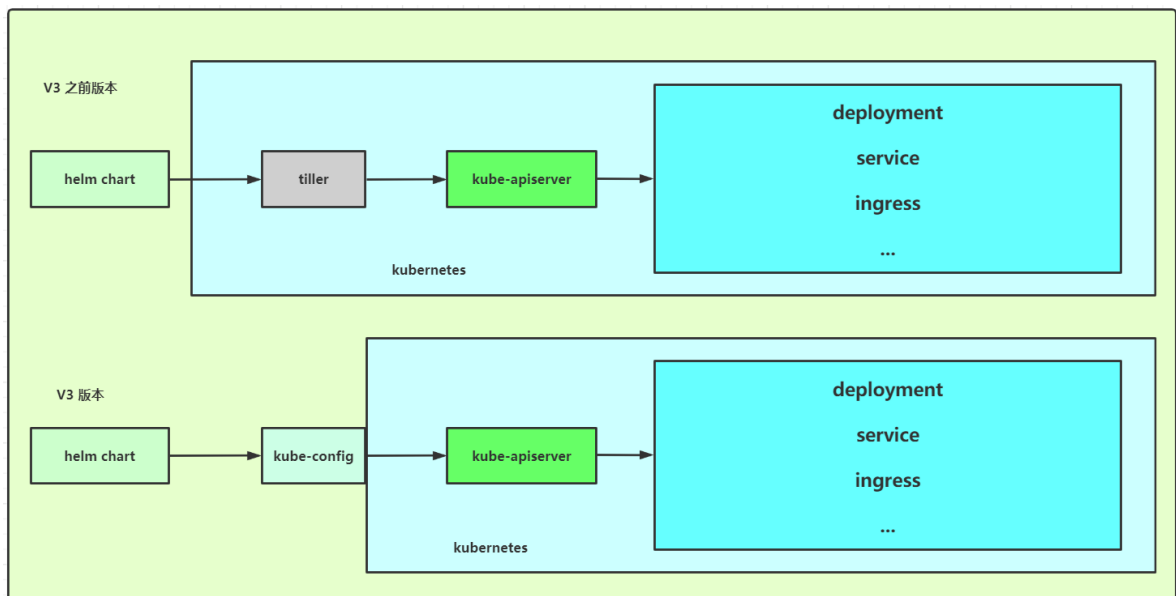 V3 之前版本
helm chart
tiller
kube-apiserver
deployment
service
ingress
...
kubernetes
V3 版本
helm chart
kube-config
kube-apiserver
deployment
service
ingress
...
kubernetes